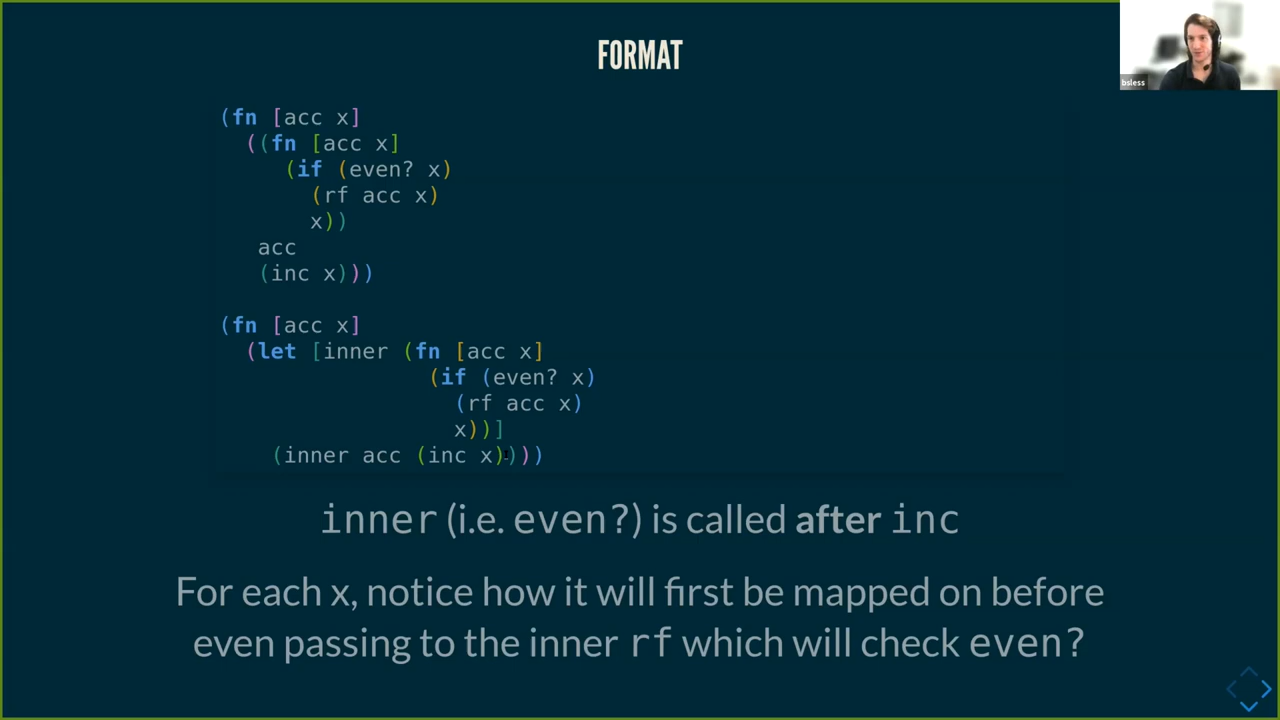 FORMAT
bsless
(fn [acc x]
((fn [acc x]
(if (even? x)
(rf acc x)
x))
acc
(inc x)))
(fn [acc x]
(let [inner (fn [acc x]
(if (even? x)
(rf acc x)
x))]
(inner acc (inc x))))
inner (i.e. even?) is called after inc
For each x, notice how it will first be mapped on before
even passing to the inner rf which will check even?